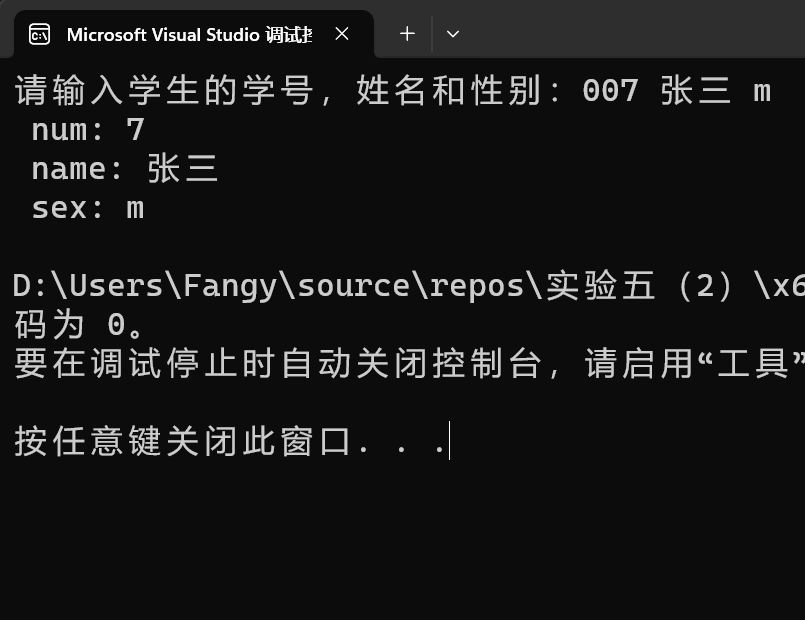 Microsoft Visual Studio 调试
请输入学生的学号，姓名和性别：007 张三 m
num: 7
name: 张三
sex: m
D:\Users\Fangy\source\repos\实验五（2）\x6
码为 0。
要在调试停止时自动关闭控制台，请启用“工具”
按任意键关闭此窗口. . .